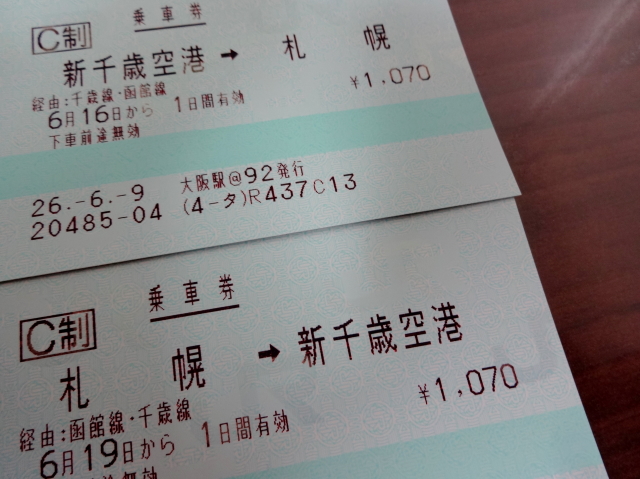 C制 乗車券
新千歳空港 → 札幌
経由:千歳線・函館線 ¥1,070
6月16日から 1日間有効
下車前途無効
26.-6.-9 大阪駅@92発行
20485-04 (4-タ)R437C13
C制 乗車券
札幌 → 新千歳空港
経由:函館線・千歳線 ¥1,070
6月19日から 1日間有効
途無効